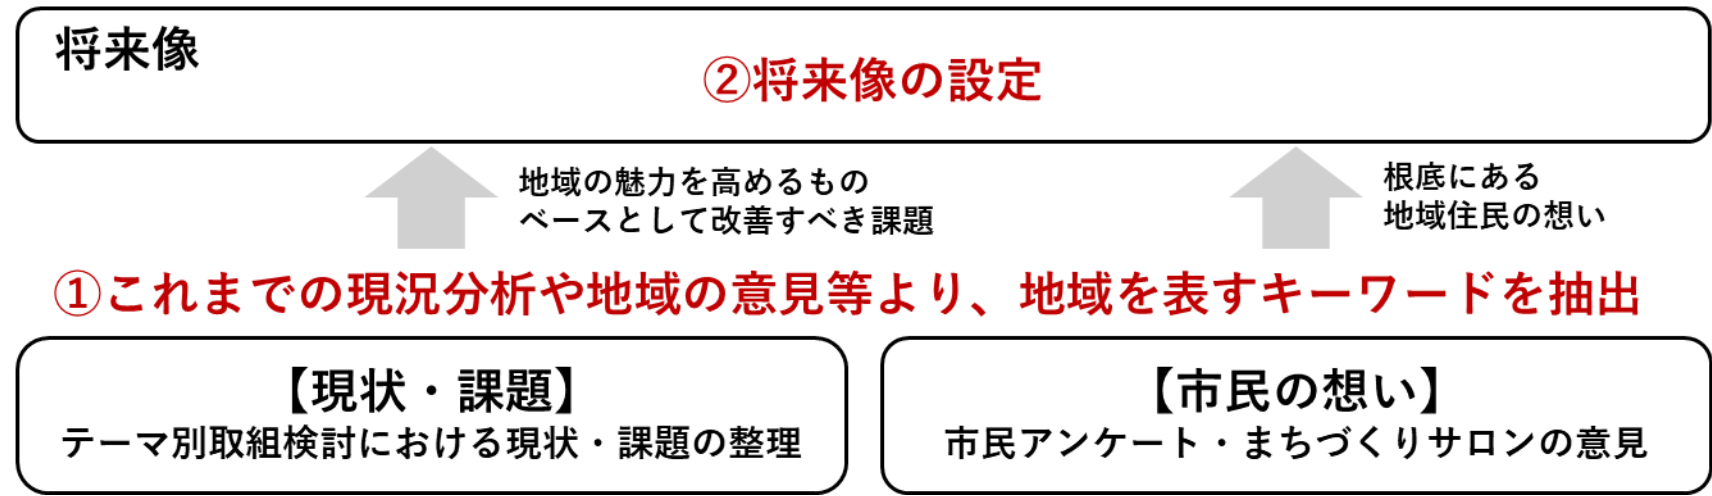 将来像
②将来像の設定
地域の魅力を高めるもの
ベースとして改善すべき課題
根底にある
地域住民の想い
①これまでの現況分析や地域の意見等より、地域を表すキーワードを抽出
【現状・課題】
テーマ別取組検討における現状・課題の整理
【市民の想い】
市民アンケート・まちづくりサロンの意見